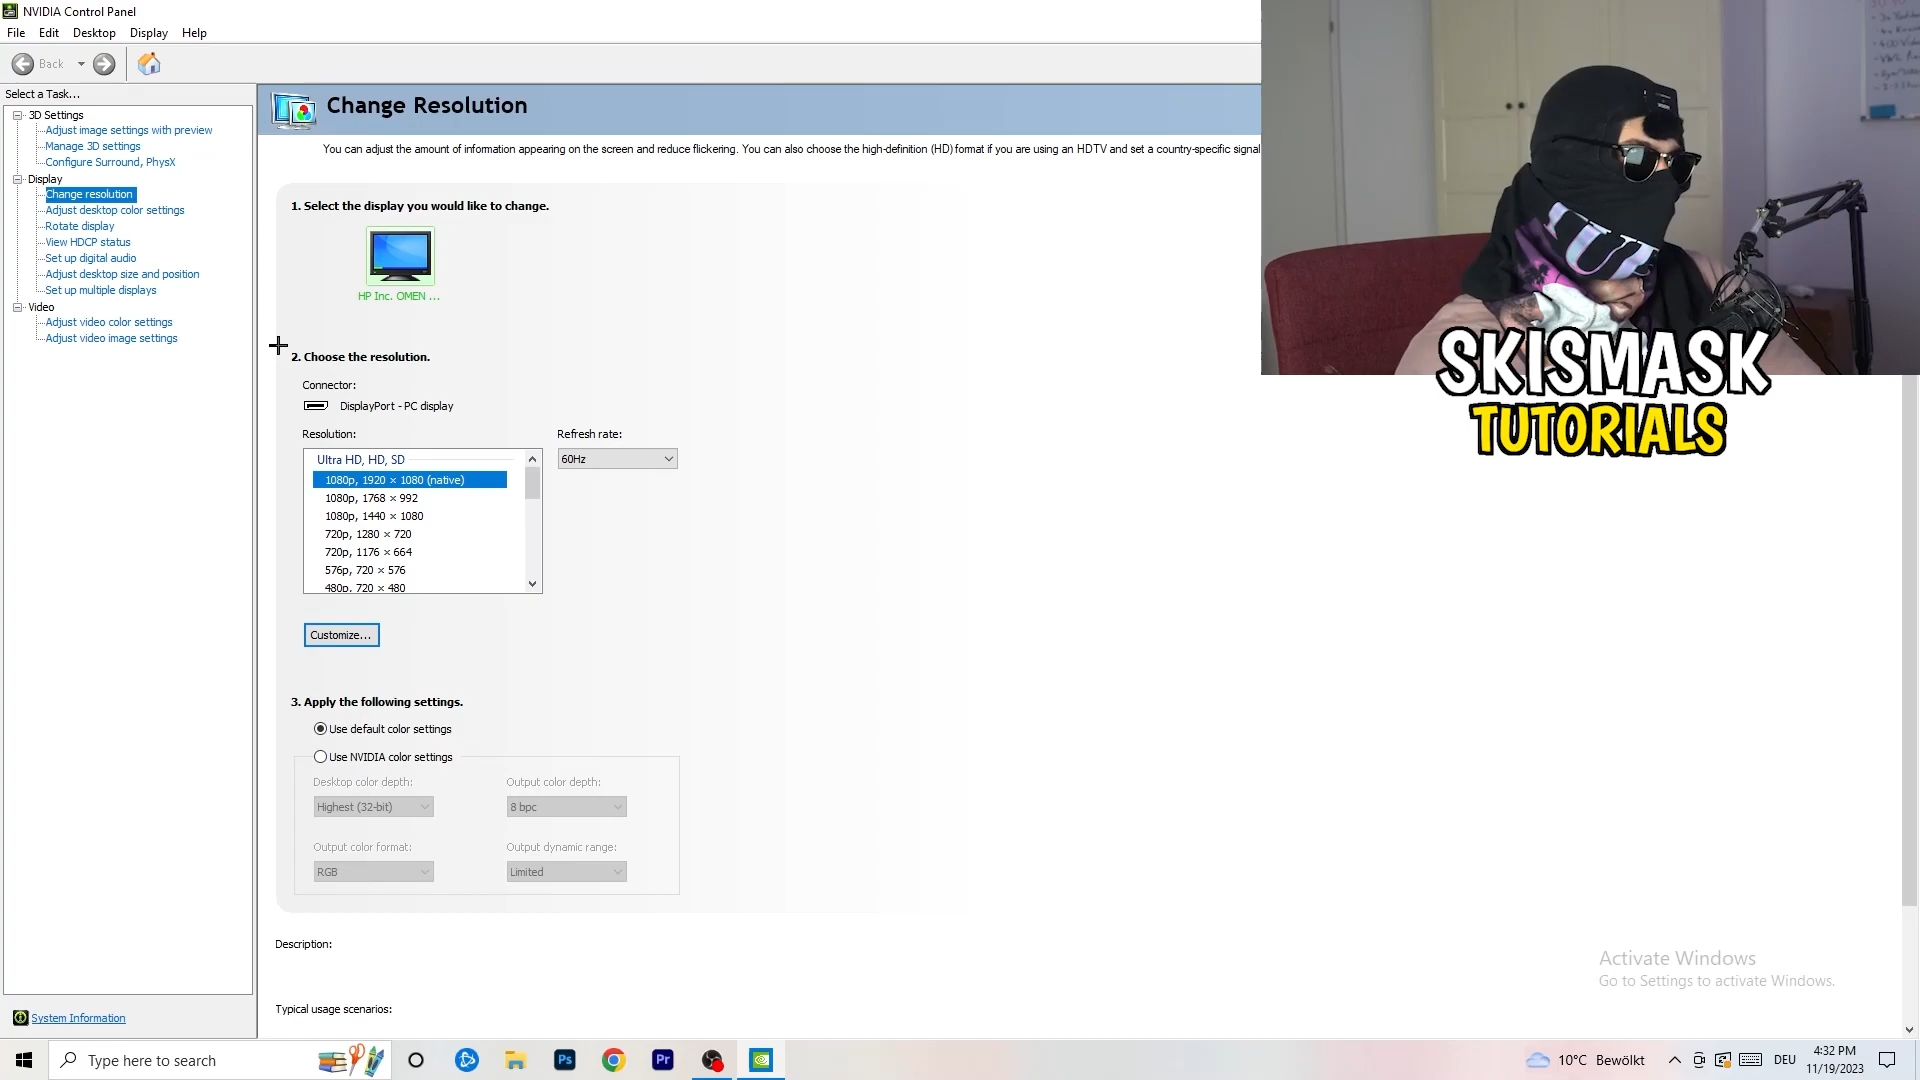 NVIDIA Control Panel
File Edit Desktop Display Help
Back
Select a Task...
3D Settings
Adjust image settings with preview
Manage 3D settings
Configure Surround, PhysX
Display
Change resolution
Adjust desktop color settings
Rotate display
View HDCP status
Set up digital audio
Adjust desktop size and position
Set up multiple displays
Video
Adjust video color settings
Adjust video image settings
System Information
Change Resolution
You can adjust the amount of information appearing on the screen and reduce flickering. You can also choose the high-definition (HD) format if you are using an HDTV and set a country-specific signal
1. Select the display you would like to change.
HP Inc. OMEN ...
2. Choose the resolution.
Connector:
DisplayPort - PC display
Resolution:
Refresh rate:
Ultra HD, HD, SD
60Hz
1080p, 1920 × 1080 (native)
1080p, 1768 × 992
1080p, 1440 × 1080
720p, 1280 × 720
720p, 1176 × 664
576p, 720 × 576
480p, 720 × 480
Customize...
3. Apply the following settings.
Use default color settings
Use NVIDIA color settings
Desktop color depth:
Output color depth:
Highest (32-bit)
8 bpc
Output color format:
Output dynamic range:
RGB
Limited
Description:
Typical usage scenarios:
SKISMASK
TUTORIALS
Activate Windows
Go to Settings to activate Windows.
Type here to search
Ps
Pr
10°C Bewölkt
DEU
4:32 PM
11/19/2023